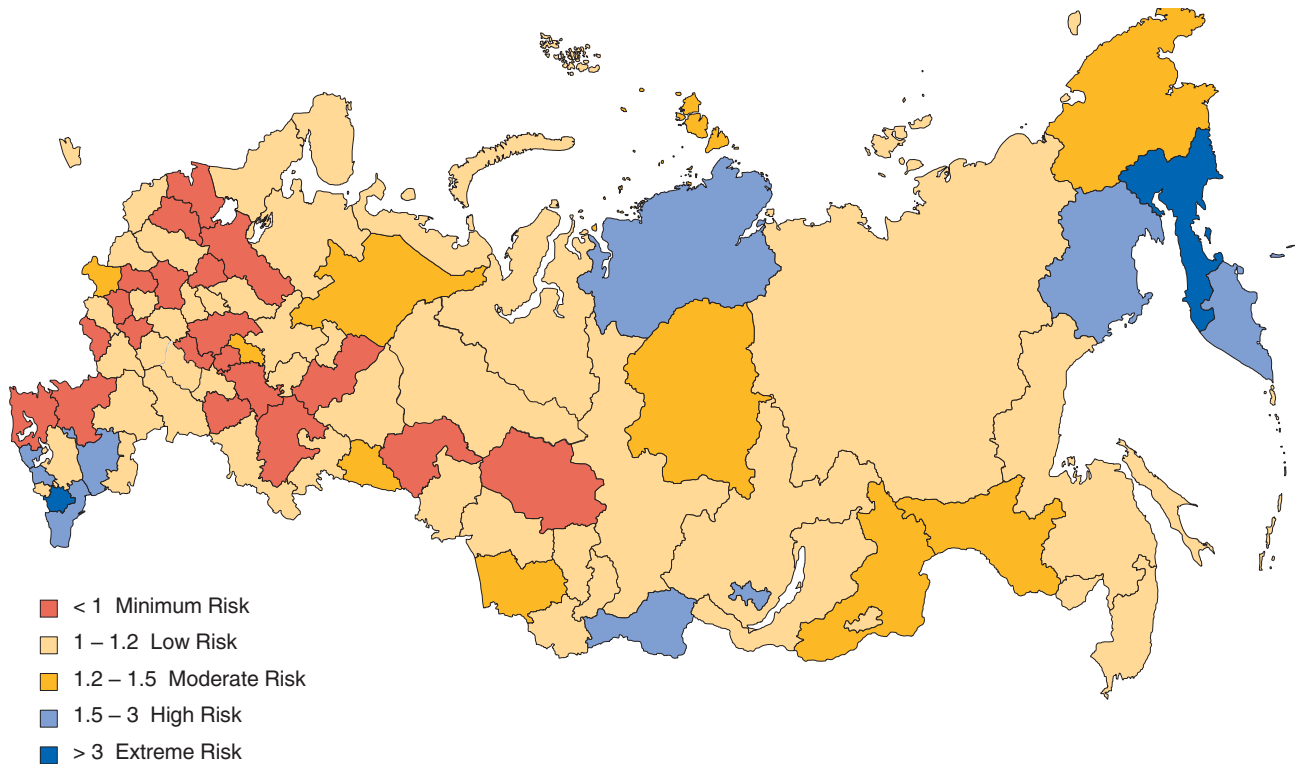 < 1 Minimum Risk
1 – 1.2 Low Risk
1.2 – 1.5 Moderate Risk
1.5 – 3 High Risk
> 3 Extreme Risk